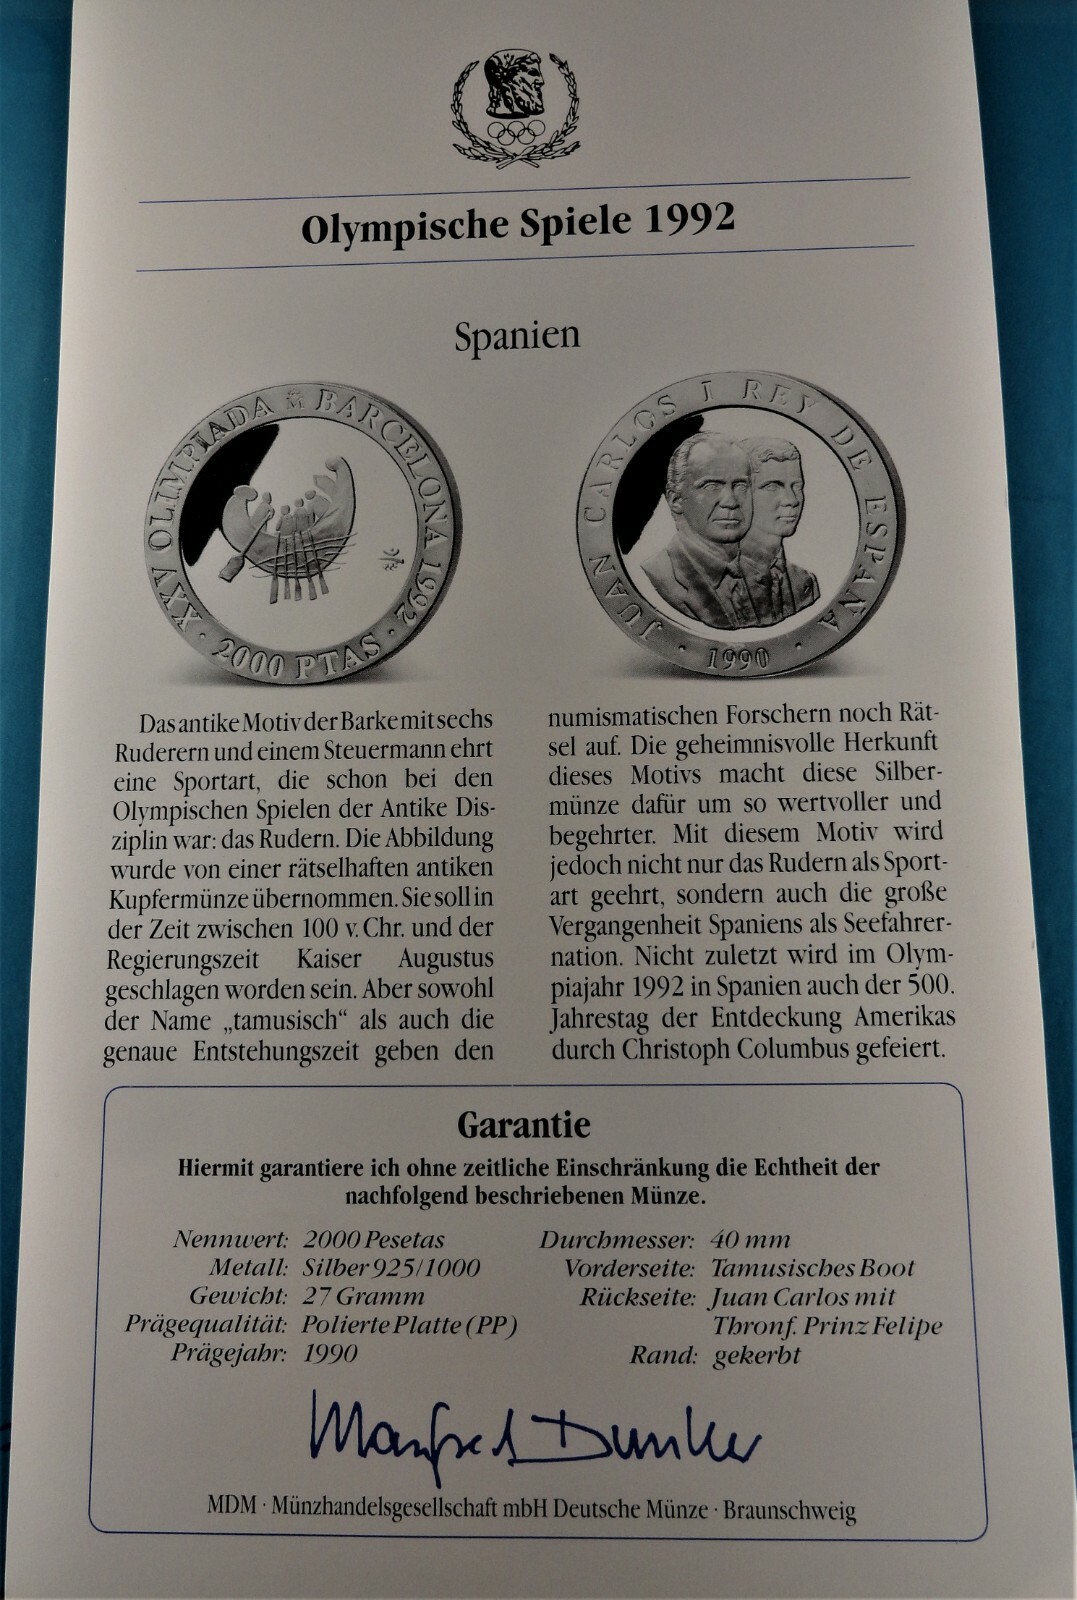 Olympische Spiele 1992
Spanien
XXV OLIMPIADA M BARCELONA 1992
· 2000 PTAS ·
JUAN CARLOS I REY DE ESPAÑA
· 1990 ·
Das antike Motiv der Barke mit sechs
Ruderern und einem Steuermann ehrt
eine Sportart, die schon bei den
Olympischen Spielen der Antike Dis-
ziplin war: das Rudern. Die Abbildung
wurde von einer rätselhaften antiken
Kupfermünze übernommen. Sie soll in
der Zeit zwischen 100 v. Chr. und der
Regierungszeit Kaiser Augustus
geschlagen worden sein. Aber sowohl
der Name „tamusisch“ als auch die
genaue Entstehungszeit geben den
numismatischen Forschern noch Rät-
sel auf. Die geheimnisvolle Herkunft
dieses Motivs macht diese Silber-
münze dafür um so wertvoller und
begehrter. Mit diesem Motiv wird
jedoch nicht nur das Rudern als Sport-
art geehrt, sondern auch die große
Vergangenheit Spaniens als Seefahrer-
nation. Nicht zuletzt wird im Olym-
piajahr 1992 in Spanien auch der 500.
Jahrestag der Entdeckung Amerikas
durch Christoph Columbus gefeiert.
Garantie
Hiermit garantiere ich ohne zeitliche Einschränkung die Echtheit der
nachfolgend beschriebenen Münze.
Nennwert: 2000 Pesetas
Metall: Silber 925/1000
Gewicht: 27 Gramm
Prägequalität: Polierte Platte (PP)
Prägejahr: 1990
Durchmesser: 40 mm
Vorderseite: Tamusisches Boot
Rückseite: Juan Carlos mit
Thronf. Prinz Felipe
Rand: gekerbt
Manfred Dunker
MDM · Münzhandelsgesellschaft mbH Deutsche Münze · Braunschweig